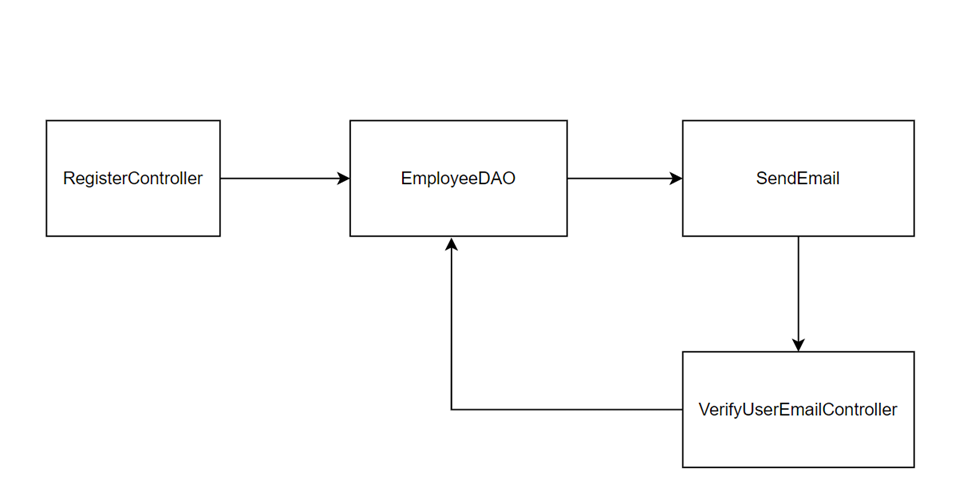 RegisterController
EmployeeDAO
SendEmail
VerifyUserEmailController